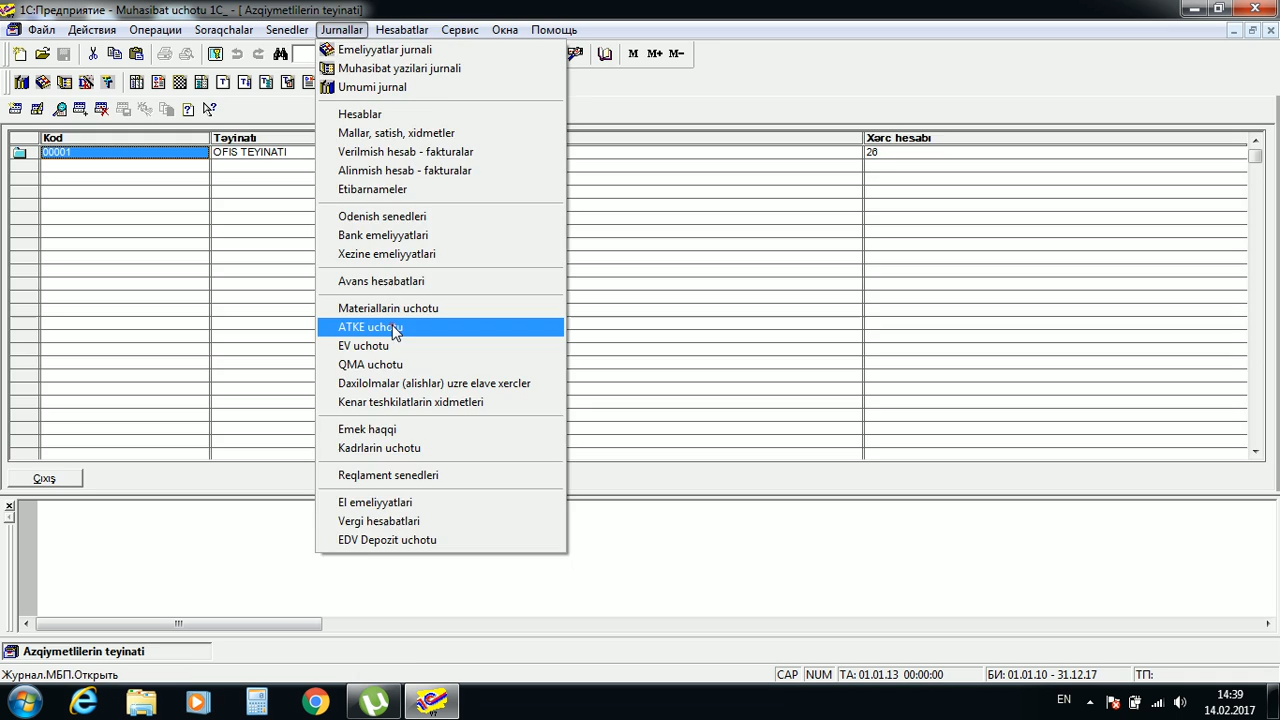 1С:Предприятие - Muhasibat uchotu 1C_ - [ Azqiymetlilerin teyinati]
Файл Действия Операции Soraqchalar Senedler Jurnallar Hesabatlar Сервис Окна Помощь
M M+ M−
Kod Təyinatı Xərc hesabı
00001 OFIS TEYINATI 26
Emeliyyatlar jurnali
Muhasibat yazilari jurnali
Umumi jurnal
Hesablar
Mallar, satish, xidmetler
Verilmish hesab - fakturalar
Alinmish hesab - fakturalar
Etibarnameler
Odenish senedleri
Bank emeliyyatlari
Xezine emeliyyatlari
Avans hesabatlari
Materiallarin uchotu
ATKE uchotu
EV uchotu
QMA uchotu
Daxilolmalar (alishlar) uzre elave xercler
Kenar teshkilatlarin xidmetleri
Emek haqqi
Kadrlarin uchotu
Reqlament senedleri
El emeliyyatlari
Vergi hesabatlari
EDV Depozit uchotu
Çıxış
Azqiymetlilerin teyinati
Журнал.МБП.Открыть CAP NUM TA: 01.01.13 00:00:00 БИ: 01.01.10 - 31.12.17 ТП:
EN 14:39
14.02.2017